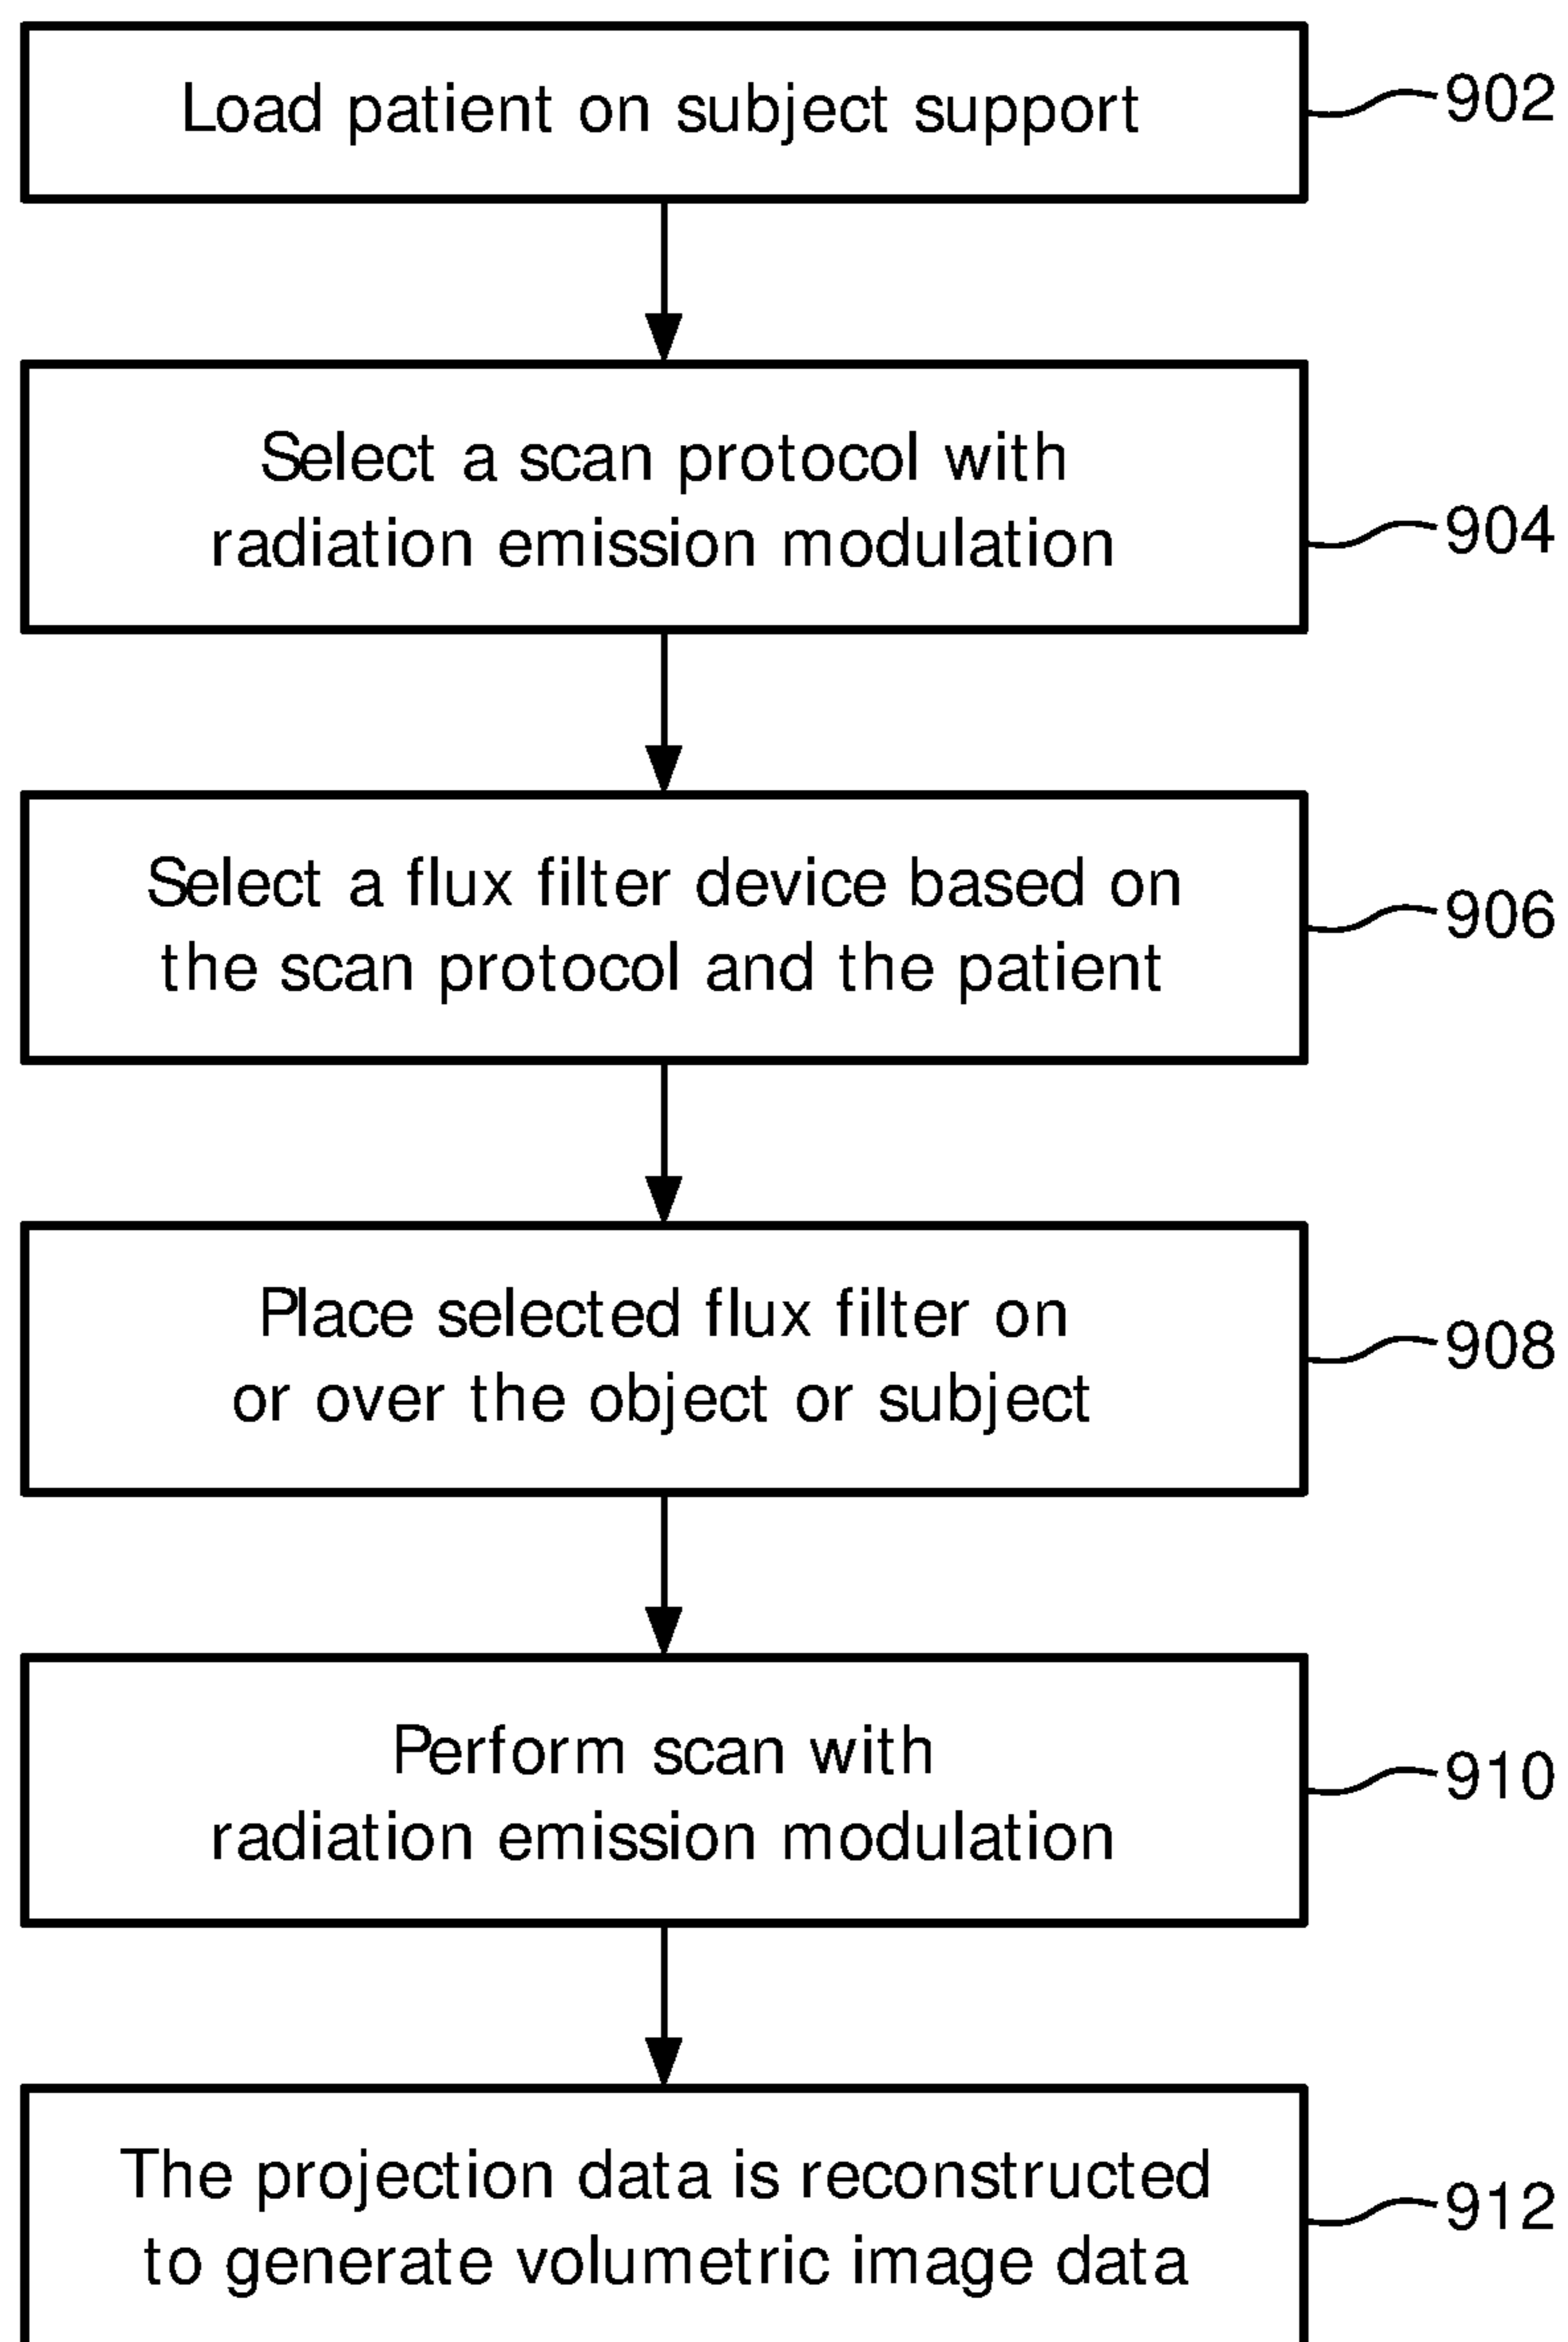 Load patient on subject support
902
Select a scan protocol with
radiation emission modulation
904
Select a flux filter device based on
the scan protocol and the patient
906
Place selected flux filter on
or over the object or subject
908
Perform scan with
radiation emission modulation
910
The projection data is reconstructed
to generate volumetric image data
912